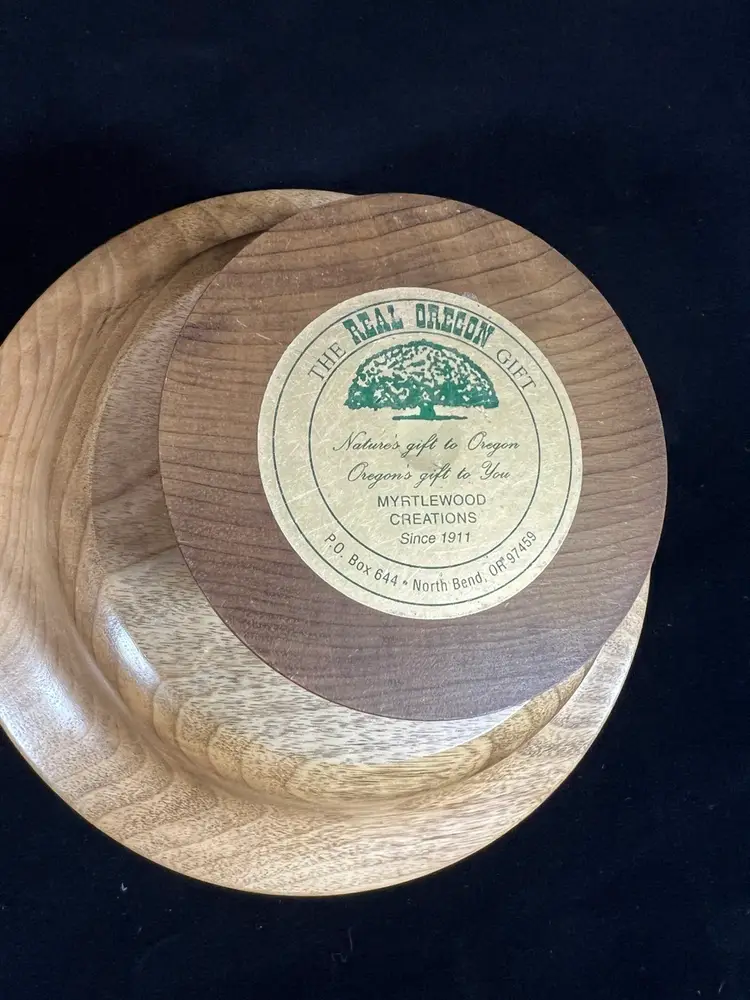 THE REAL OREGON GIFT
Nature's gift to Oregon
Oregon's gift to You
MYRTLEWOOD
CREATIONS
Since 1911
P.O. Box 644 • North Bend, OR 97459